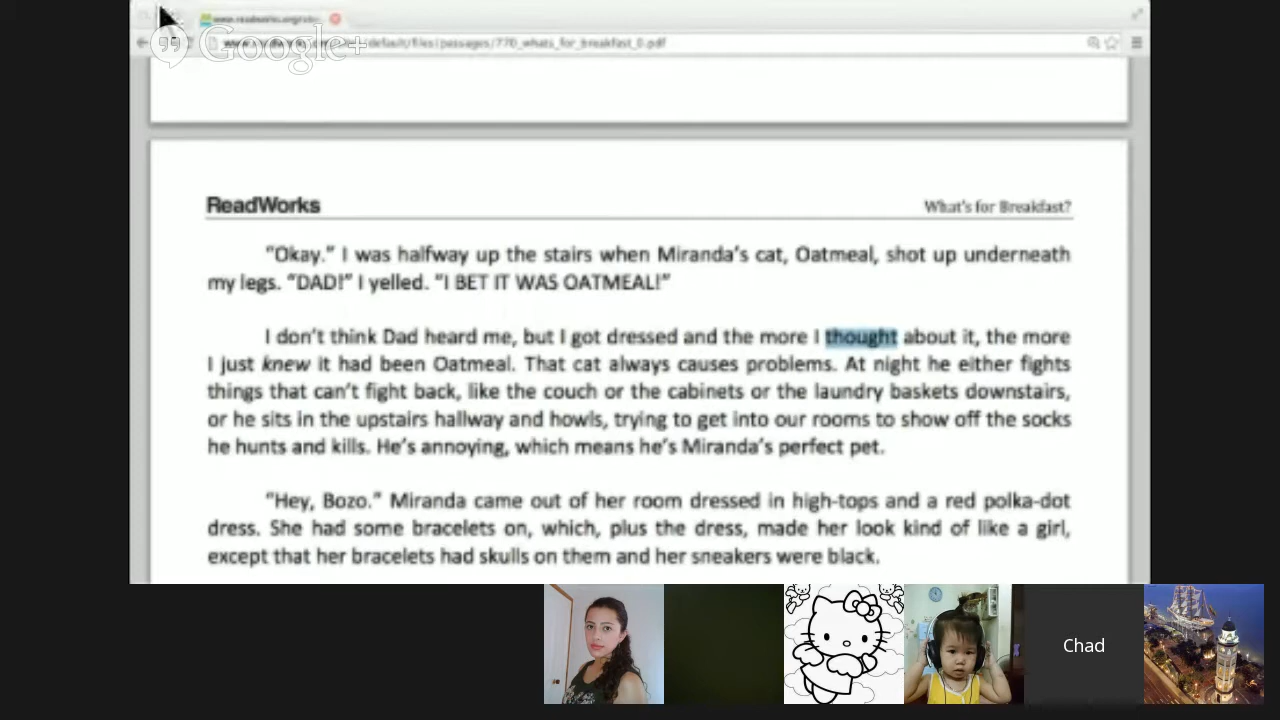 Google+
/default/files/passages/770_whats_for_breakfast_0.pdf
ReadWorks
What's for Breakfast?
"Okay." I was halfway up the stairs when Miranda's cat, Oatmeal, shot up underneath
my legs. "DAD!" I yelled. "I BET IT WAS OATMEAL!"
I don't think Dad heard me, but I got dressed and the more I thought about it, the more
I just knew it had been Oatmeal. That cat always causes problems. At night he either fights
things that can't fight back, like the couch or the cabinets or the laundry baskets downstairs,
or he sits in the upstairs hallway and howls, trying to get into our rooms to show off the socks
he hunts and kills. He's annoying, which means he's Miranda's perfect pet.
"Hey, Bozo." Miranda came out of her room dressed in high-tops and a red polka-dot
dress. She had some bracelets on, which, plus the dress, made her look kind of like a girl,
except that her bracelets had skulls on them and her sneakers were black.
Chad